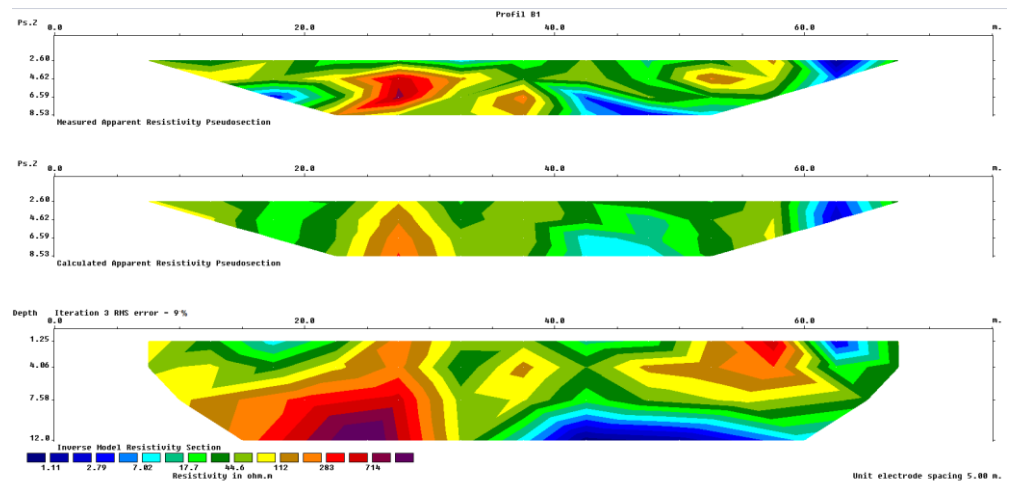 Profil B1
Ps.Z 0.0 20.0 40.0 60.0 m.
2.60
4.62
6.59
8.53
Measured Apparent Resistivity Pseudosection
Ps.Z 0.0 20.0 40.0 60.0 m.
2.60
4.62
6.59
8.53
Calculated Apparent Resistivity Pseudosection
Depth Iteration 3 RMS error - 9%
0.0 20.0 40.0 60.0 m.
1.25
4.06
7.58
12.0
Inverse Model Resistivity Section
1.11 2.79 7.02 17.7 44.6 112 283 714
Resistivity in ohm.m
Unit electrode spacing 5.00 m.